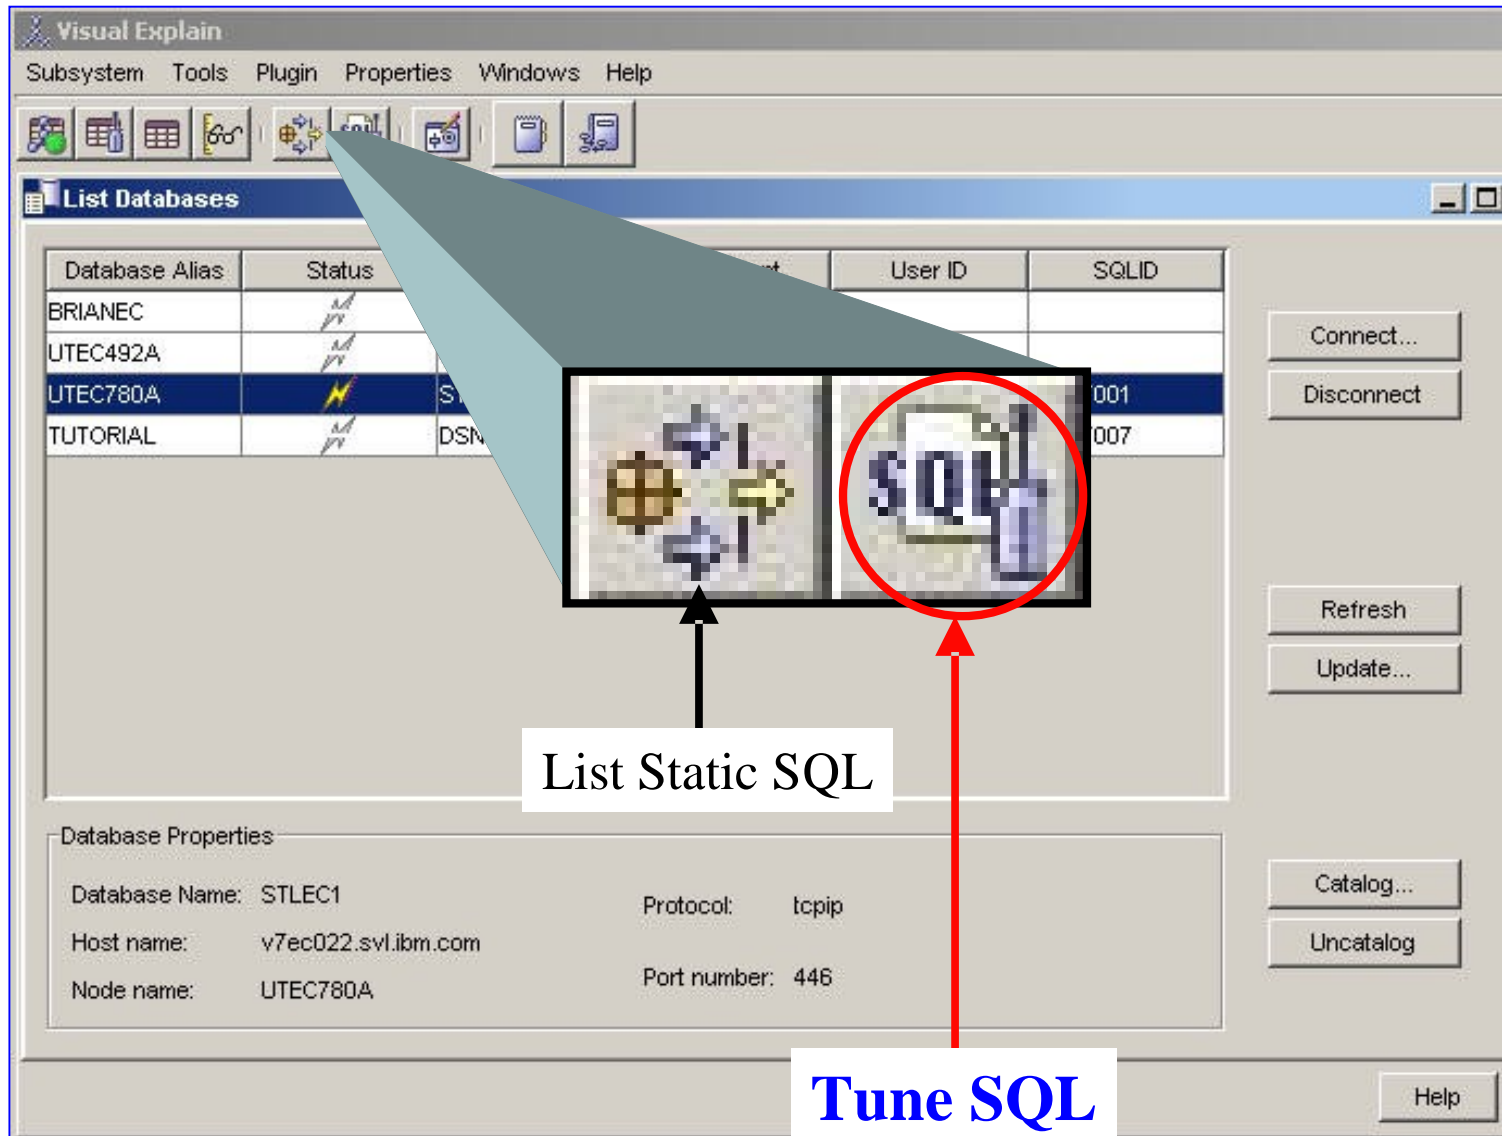 Visual Explain
Subsystem Tools Plugin Properties Windows Help
List Databases
Database Alias Status User ID SQLID
BRIANEC
UTEC492A
UTEC780A
TUTORIAL DSN
001
007
SQL
Connect...
Disconnect
Refresh
Update...
List Static SQL
Database Properties
Database Name: STLEC1
Host name: v7ec022.svl.ibm.com
Node name: UTEC780A
Protocol: tcpip
Port number: 446
Catalog...
Uncatalog
Tune SQL
Help